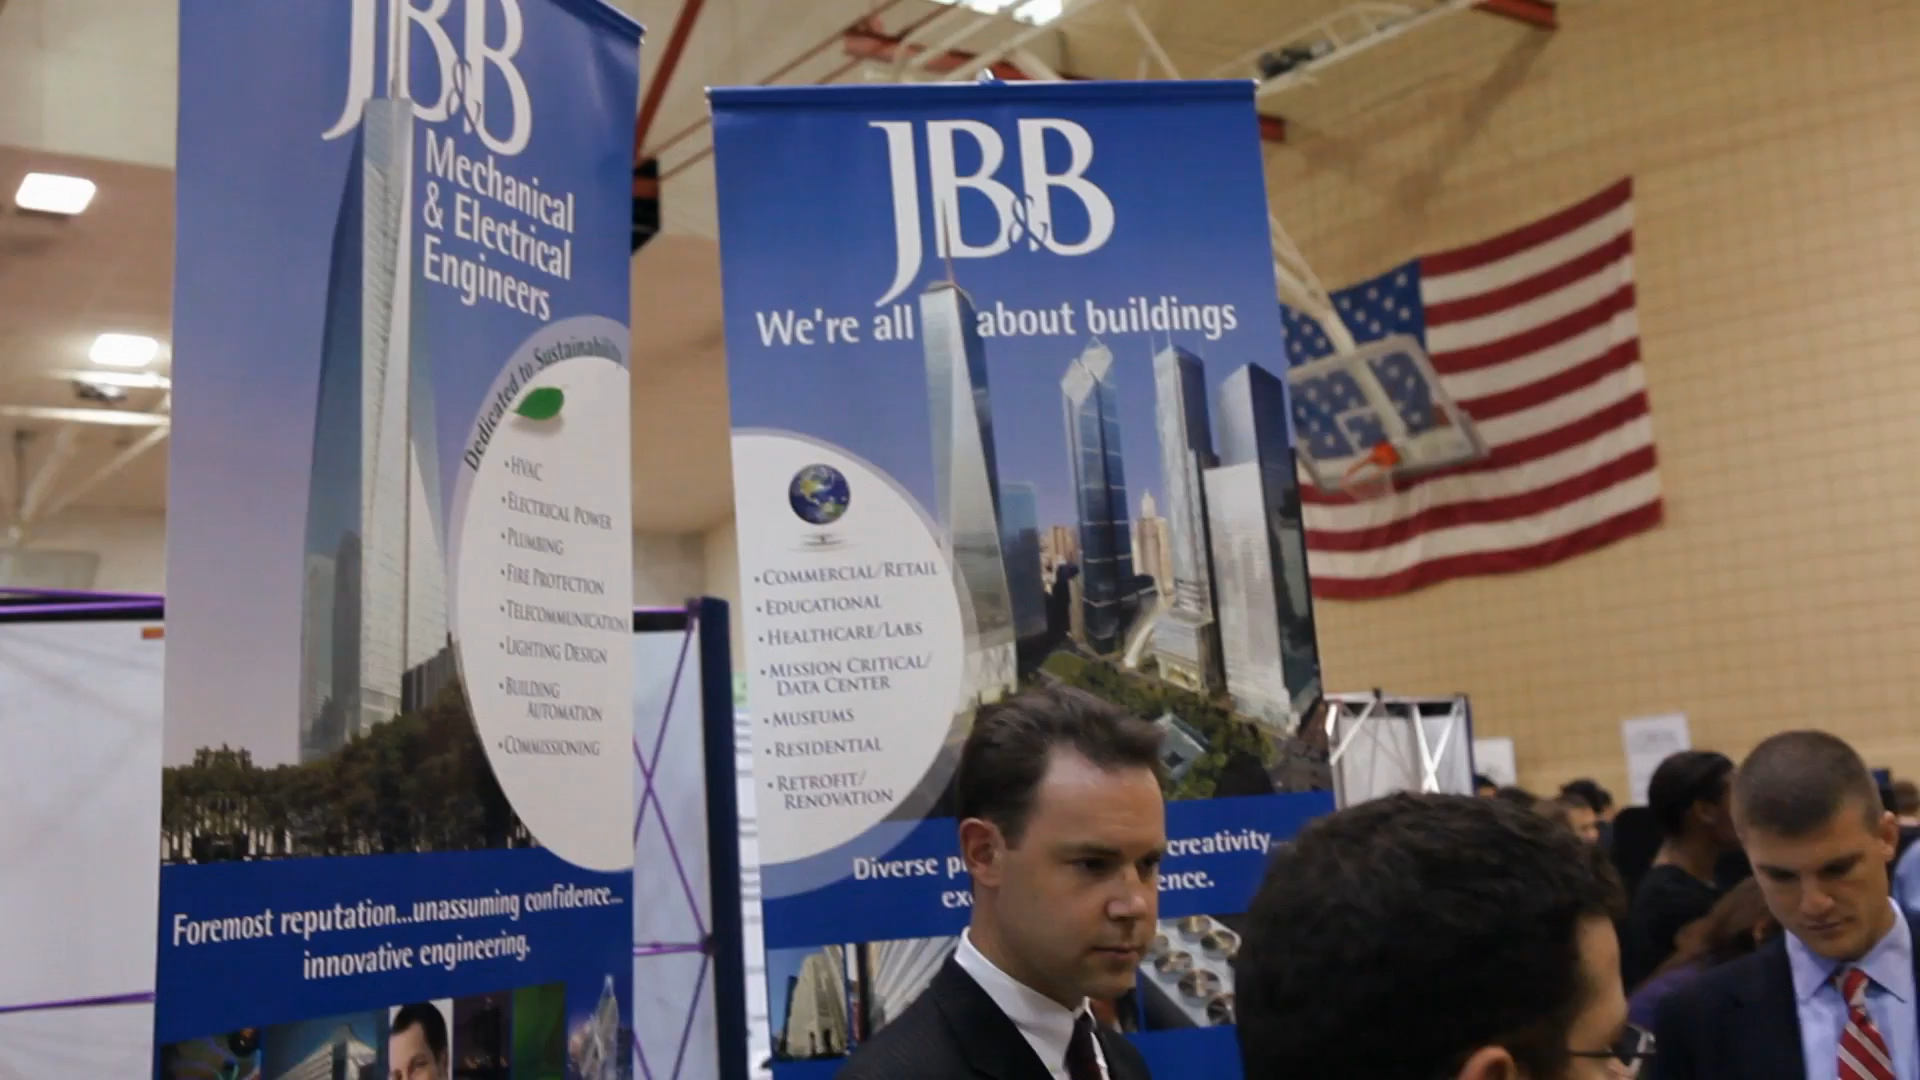 JB&B
Mechanical
& Electrical
Engineers
Dedicated to Sustainability
• HVAC
• ELECTRICAL POWER
• PLUMBING
• FIRE PROTECTION
• TELECOMMUNICATIONS
• LIGHTING DESIGN
• BUILDING
AUTOMATION
• COMMISSIONING
Foremost reputation...unassuming confidence...
innovative engineering.
JB&B
We're all about buildings
• COMMERCIAL/RETAIL
• EDUCATIONAL
• HEALTHCARE/LABS
• MISSION CRITICAL/
DATA CENTER
• MUSEUMS
• RESIDENTIAL
• RETROFIT/
RENOVATION
Diverse creativity...